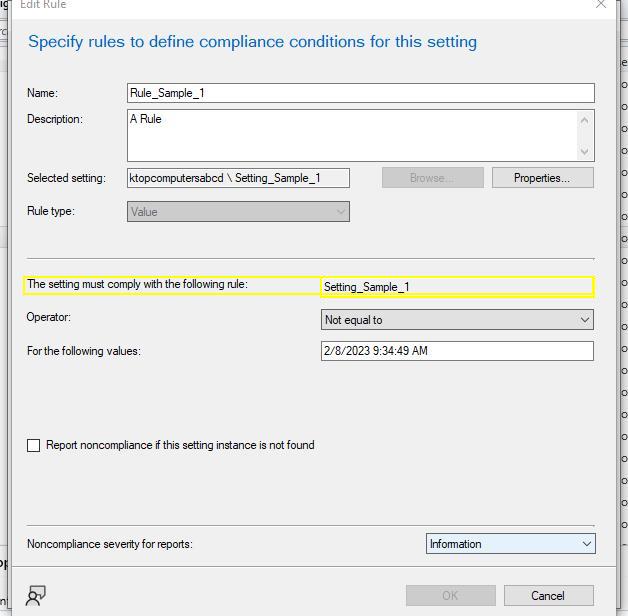 Edit Rule
Specify rules to define compliance conditions for this setting
Name:
Rule_Sample_1
Description:
A Rule
Selected setting:
ktopcomputersabcd \ Setting_Sample_1
Browse...
Properties...
Rule type:
Value
The setting must comply with the following rule:
Setting_Sample_1
Operator:
Not equal to
For the following values:
2/8/2023 9:34:49 AM
Report noncompliance if this setting instance is not found
Noncompliance severity for reports:
Information
OK
Cancel